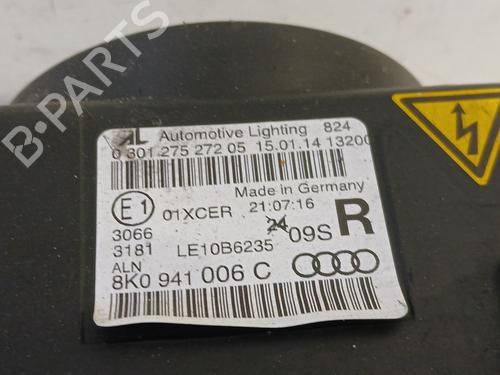 B-PARTS
AL Automotive Lighting 824
0 301 275 272 05 15.01.14 13200
Made in Germany
E1 01XCER 21:07:16
3066 24 09S R
3181 LE10B6235
ALN
8K0 941 006 C